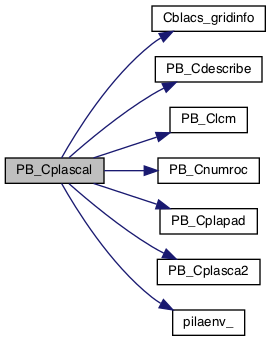 Cblacs_gridinfo
PB_Cdescribe
PB_Clcm
PB_Cplascal
PB_Cnumroc
PB_Cplapad
PB_Cplasca2
pilaenv_